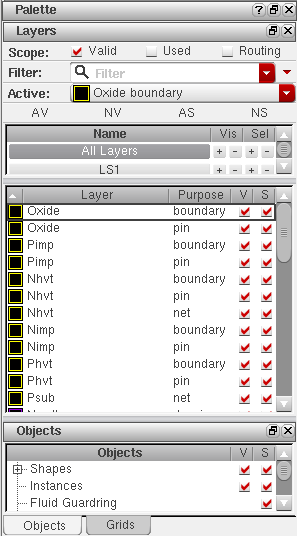 Palette
Layers
Scope: Valid Used Routing
Filter: Filter
Active: Oxide boundary
AV NV AS NS
Name Vis Sel
All Layers + - + -
LS1 + - + -
Layer Purpose V S
Oxide boundary
Oxide pin
Pimp boundary
Pimp pin
Nhvt boundary
Nhvt pin
Nhvt net
Nimp boundary
Nimp pin
Phvt boundary
Phvt pin
Psub net
Objects
Objects V S
Shapes
Instances
Fluid Guardring
Objects Grids